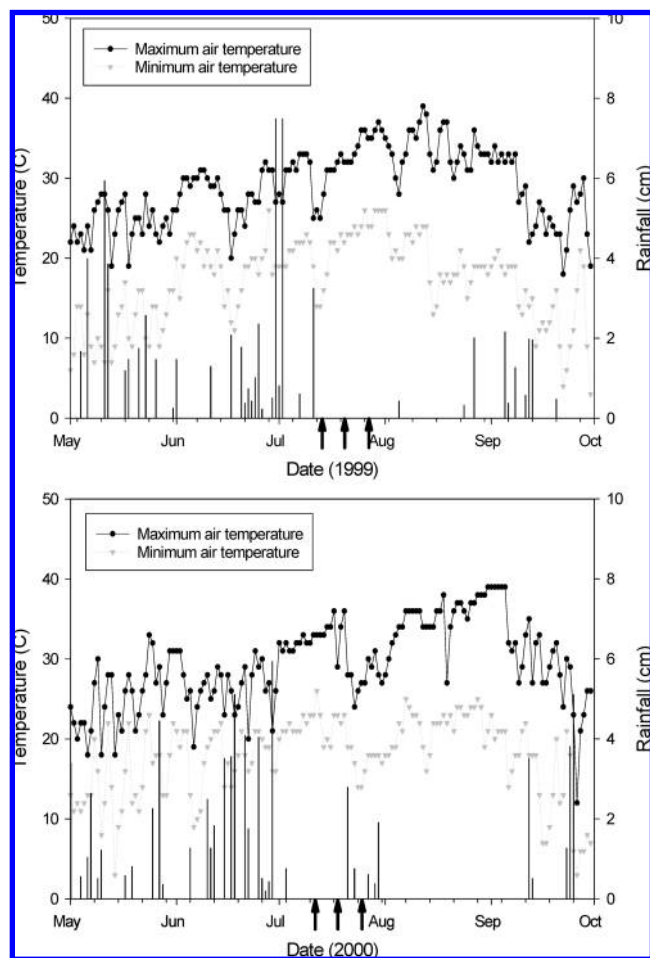 50
10
Maximum air temperature
Minimum air temperature
40
8
30
6
Temperature (C)
Rainfall (cm)
20
4
10
2
0
0
May
Jun
Jul
Aug
Sep
Oct
Date (1999)
50
10
Maximum air temperature
Minimum air temperature
40
8
30
6
Temperature (C)
Rainfall (cm)
20
4
10
2
0
0
May
Jun
Jul
Aug
Sep
Oct
Date (2000)